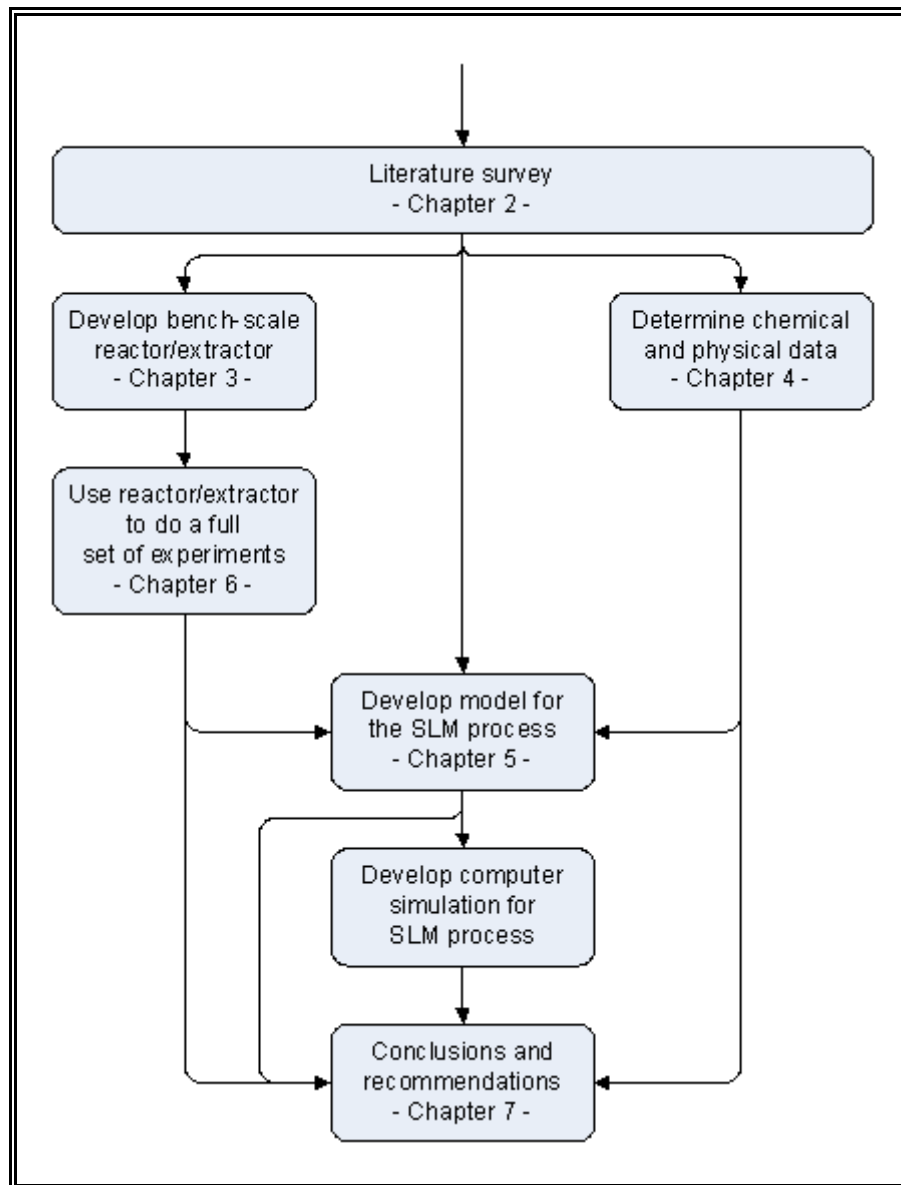 Literature survey
- Chapter 2 -
Develop bench-scale
reactor/extractor
- Chapter 3 -
Determine chemical
and physical data
- Chapter 4 -
Use reactor/extractor
to do a full
set of experiments
- Chapter 6 -
Develop model for
the SLM process
- Chapter 5 -
Develop computer
simulation for
SLM process
Conclusions and
recommendations
- Chapter 7 -